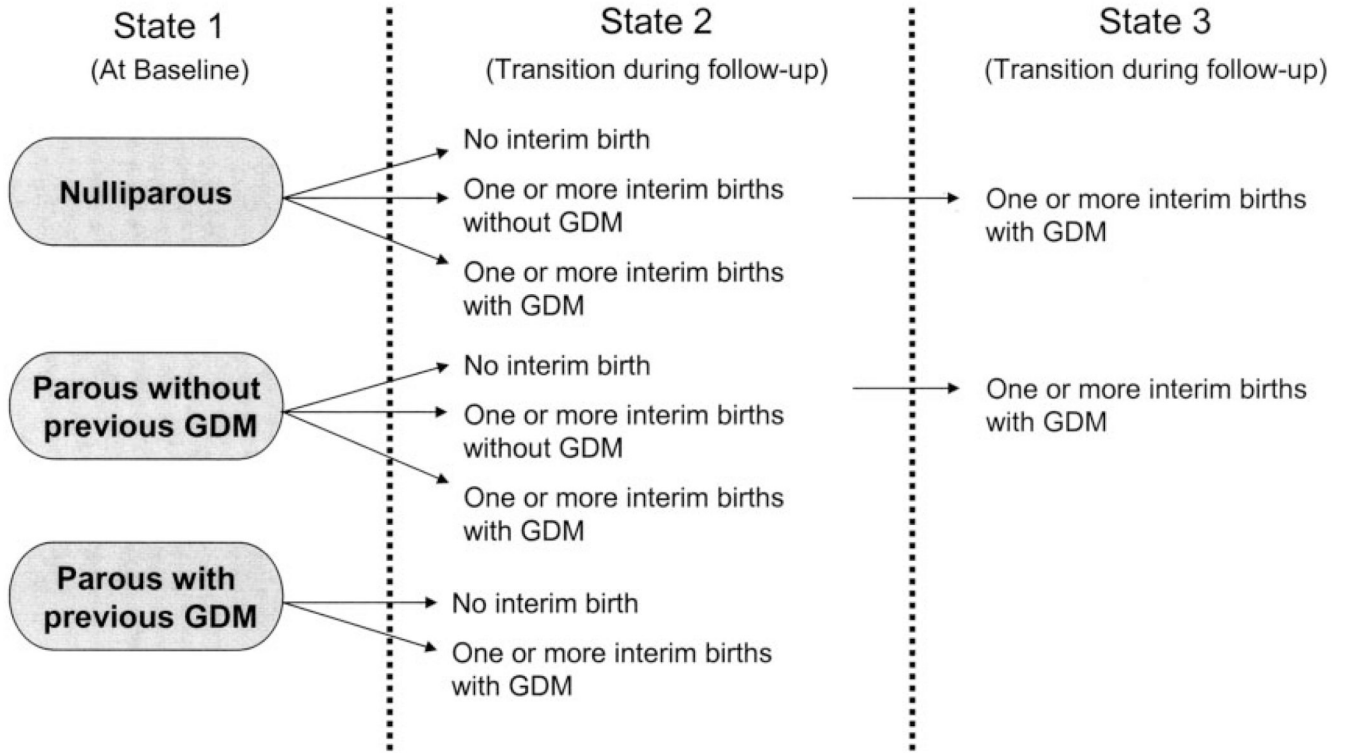 State 1
(At Baseline)
State 2
(Transition during follow-up)
State 3
(Transition during follow-up)
Nulliparous
No interim birth
One or more interim births
without GDM
One or more interim births
with GDM
One or more interim births
with GDM
Parous without
previous GDM
No interim birth
One or more interim births
without GDM
One or more interim births
with GDM
One or more interim births
with GDM
Parous with
previous GDM
No interim birth
One or more interim births
with GDM